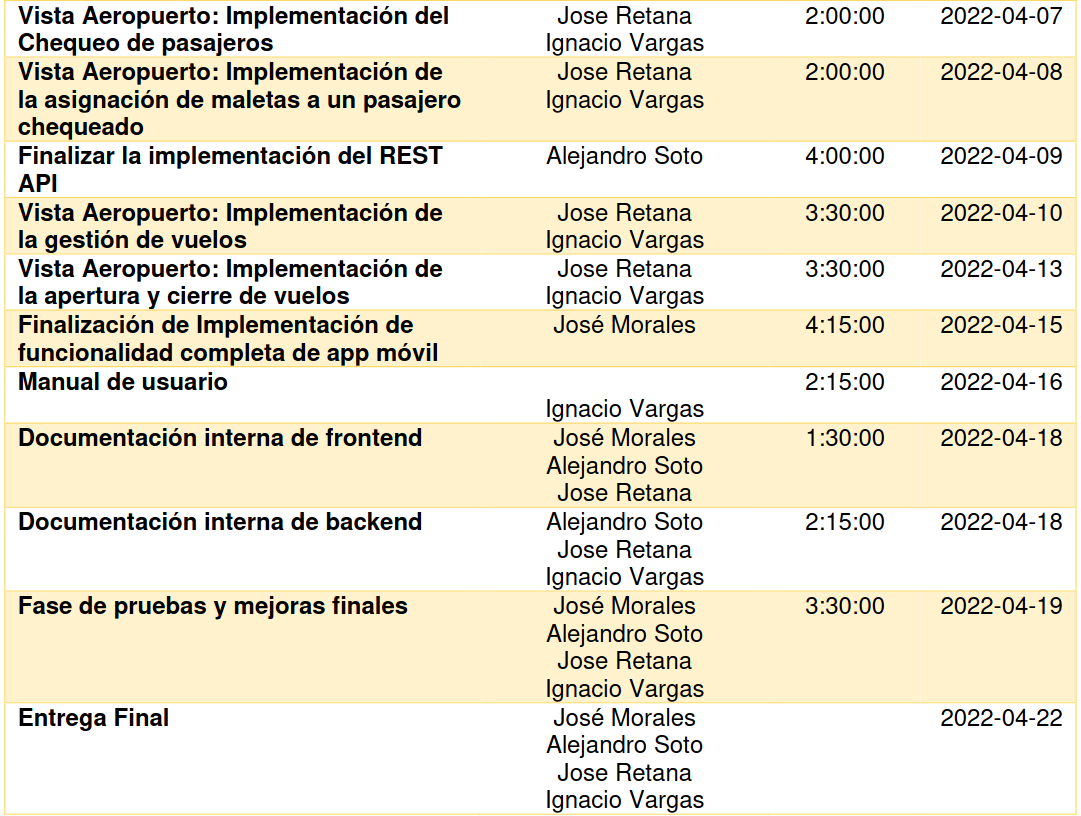 Vista Aeropuerto: Implementación del Jose Retana 2:00:00 2022-04-07
Chequeo de pasajeros Ignacio Vargas
Vista Aeropuerto: Implementación de Jose Retana 2:00:00 2022-04-08
la asignación de maletas a un pasajero Ignacio Vargas
chequeado
Finalizar la implementación del REST Alejandro Soto 4:00:00 2022-04-09
API
Vista Aeropuerto: Implementación de Jose Retana 3:30:00 2022-04-10
la gestión de vuelos Ignacio Vargas
Vista Aeropuerto: Implementación de Jose Retana 3:30:00 2022-04-13
la apertura y cierre de vuelos Ignacio Vargas
Finalización de Implementación de José Morales 4:15:00 2022-04-15
funcionalidad completa de app móvil
Manual de usuario 2:15:00 2022-04-16
Ignacio Vargas
Documentación interna de frontend José Morales 1:30:00 2022-04-18
Alejandro Soto
Jose Retana
Documentación interna de backend Alejandro Soto 2:15:00 2022-04-18
Jose Retana
Ignacio Vargas
Fase de pruebas y mejoras finales José Morales 3:30:00 2022-04-19
Alejandro Soto
Jose Retana
Ignacio Vargas
Entrega Final José Morales 2022-04-22
Alejandro Soto
Jose Retana
Ignacio Vargas